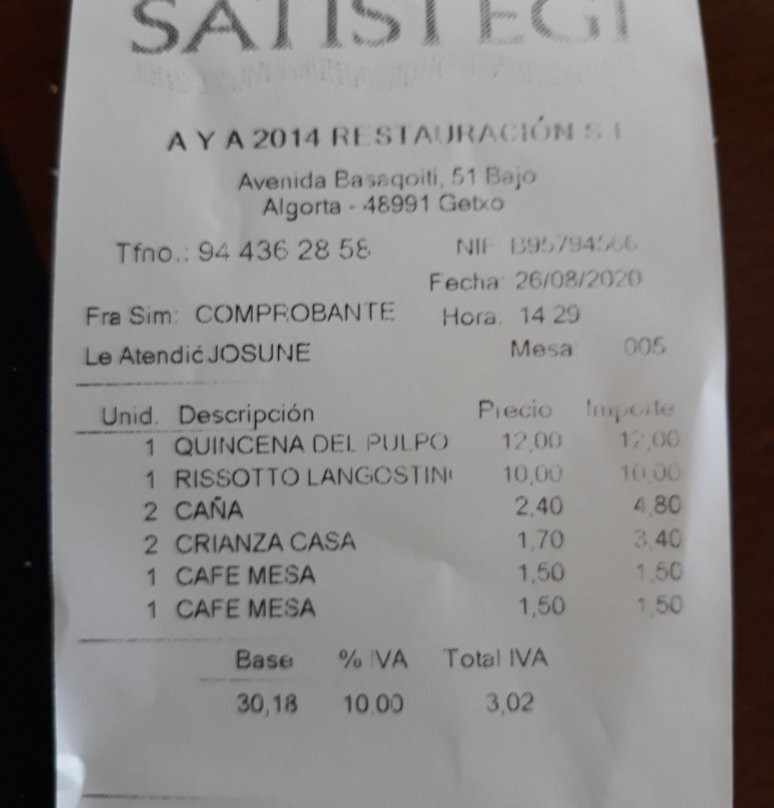 SATISTEGI
A Y A 2014 RESTAURACIÓN S L
Avenida Basagoiti, 51 Bajo
Algorta - 48991 Getxo
Tfno.: 94 436 28 58 NIF B95794566
Fecha: 26/08/2020
Fra Sim: COMPROBANTE Hora: 14 29
Le Atendió JOSUNE Mesa 005
Unid. Descripción Precio Importe
1 QUINCENA DEL PULPO 12,00 12,00
1 RISSOTTO LANGOSTIN 10,00 10,00
2 CAÑA 2,40 4,80
2 CRIANZA CASA 1,70 3,40
1 CAFE MESA 1,50 1,50
1 CAFE MESA 1,50 1,50
Base % IVA Total IVA
30,18 10,00 3,02